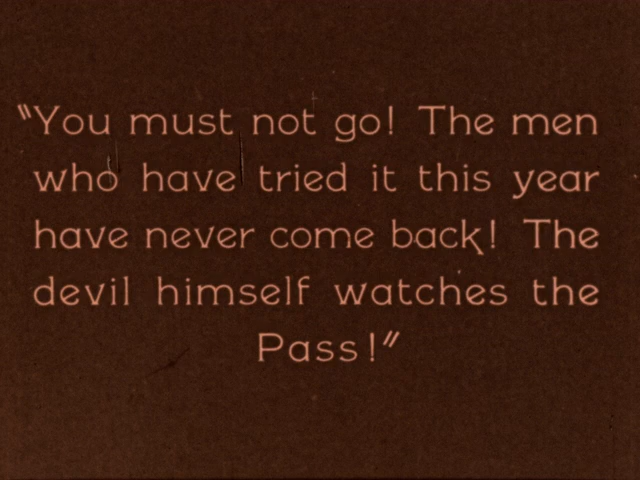 "You must not go! The men
who have tried it this year
have never come back! The
devil himself watches the
Pass!"